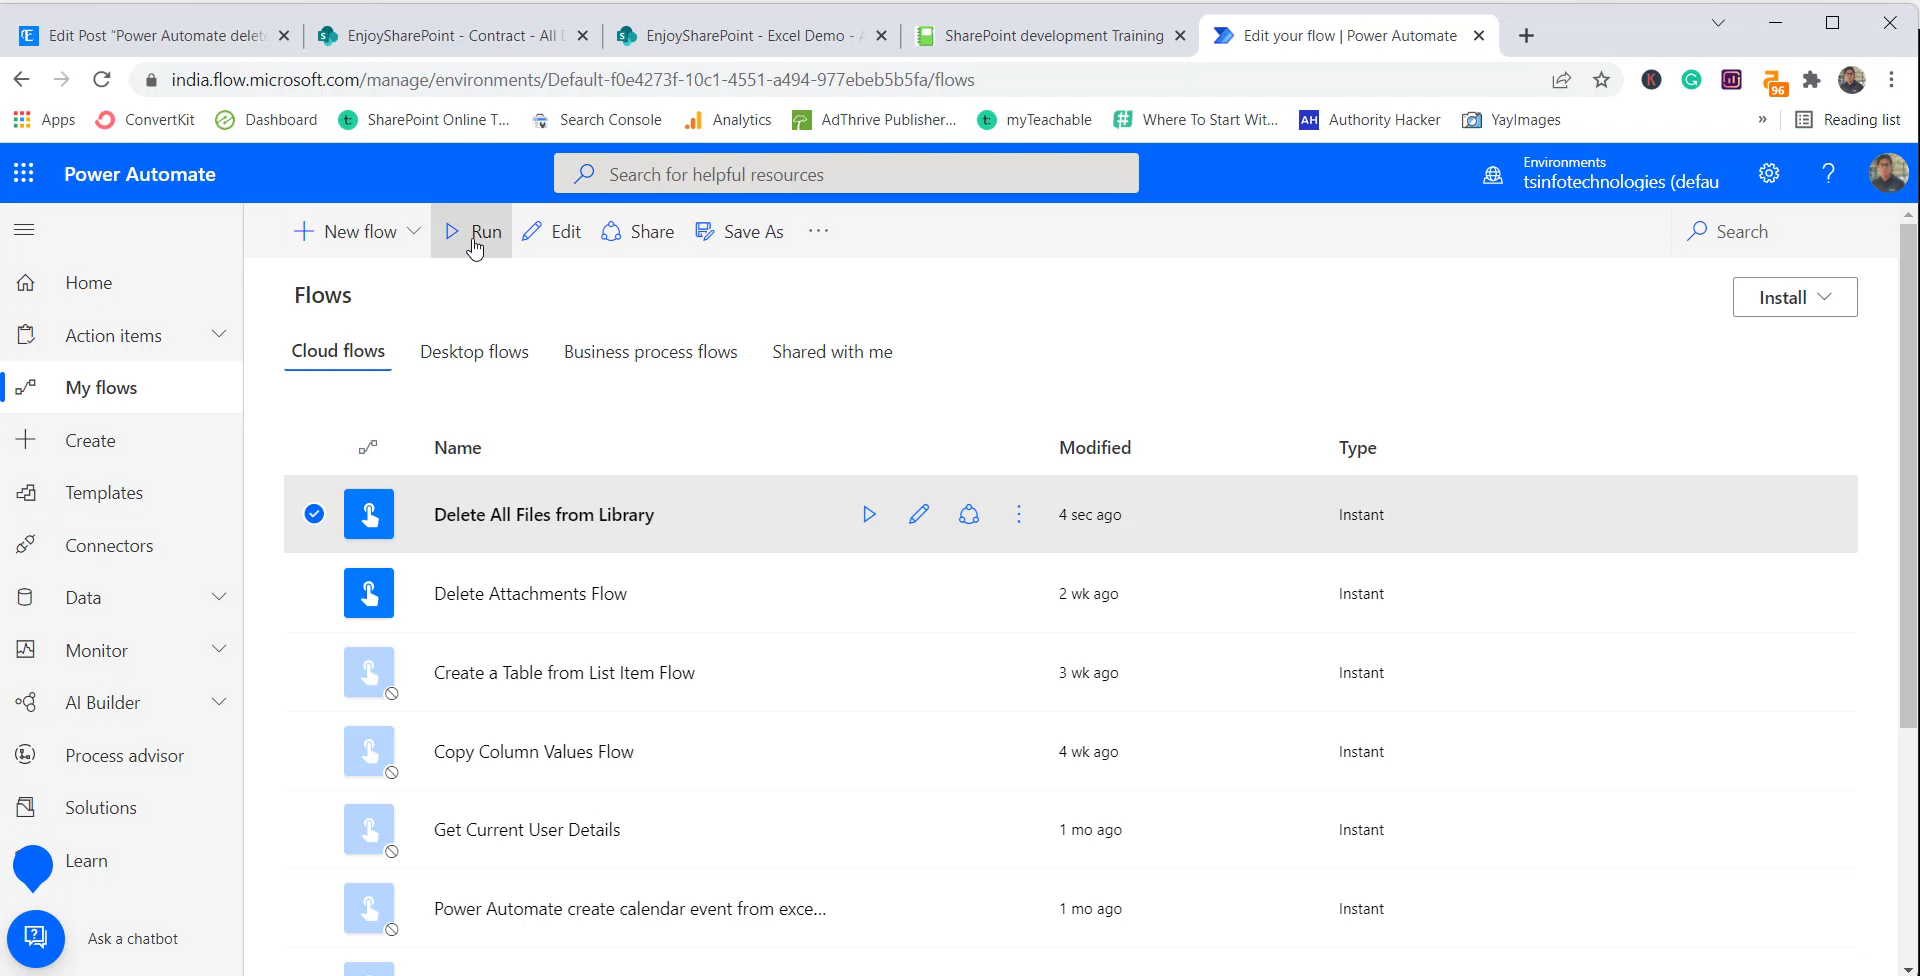 Edit Post "Power Automate delet
EnjoySharePoint - Contract - All D
EnjoySharePoint - Excel Demo - A
SharePoint development Training
Edit your flow | Power Automate
india.flow.microsoft.com/manage/environments/Default-f0e4273f-10c1-4551-a494-977ebeb5b5fa/flows
96
Apps
ConvertKit
Dashboard
SharePoint Online T...
Search Console
Analytics
AdThrive Publisher...
myTeachable
Where To Start Wit...
AH Authority Hacker
YayImages
»
Reading list
Power Automate
Search for helpful resources
Environments
tsinfotechnologies (defau
?
New flow
Run
Edit
Share
Save As
...
Search
Home
Action items
My flows
Create
Templates
Connectors
Data
Monitor
AI Builder
Process advisor
Solutions
Learn
Ask a chatbot
Flows
Install
Cloud flows
Desktop flows
Business process flows
Shared with me
Name Modified Type
Delete All Files from Library 4 sec ago Instant
Delete Attachments Flow 2 wk ago Instant
Create a Table from List Item Flow 3 wk ago Instant
Copy Column Values Flow 4 wk ago Instant
Get Current User Details 1 mo ago Instant
Power Automate create calendar event from exce... 1 mo ago Instant